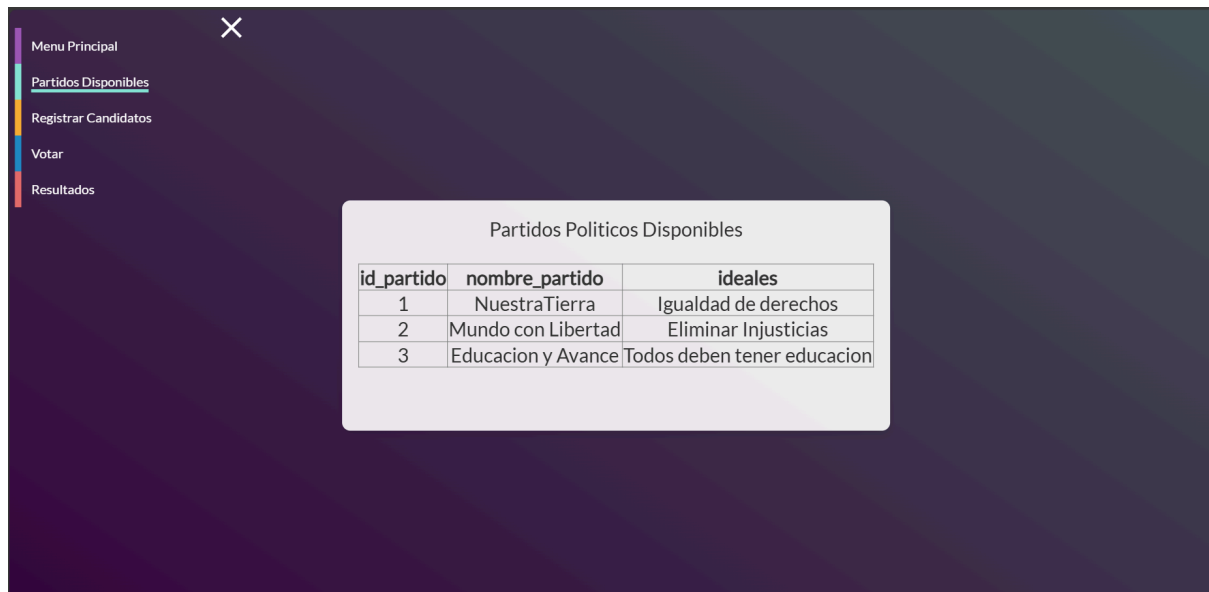 Menu Principal
Partidos Disponibles
Registrar Candidatos
Votar
Resultados
Partidos Politicos Disponibles
id_partido nombre_partido ideales
1 NuestraTierra Igualdad de derechos
2 Mundo con Libertad Eliminar Injusticias
3 Educacion y Avance Todos deben tener educacion